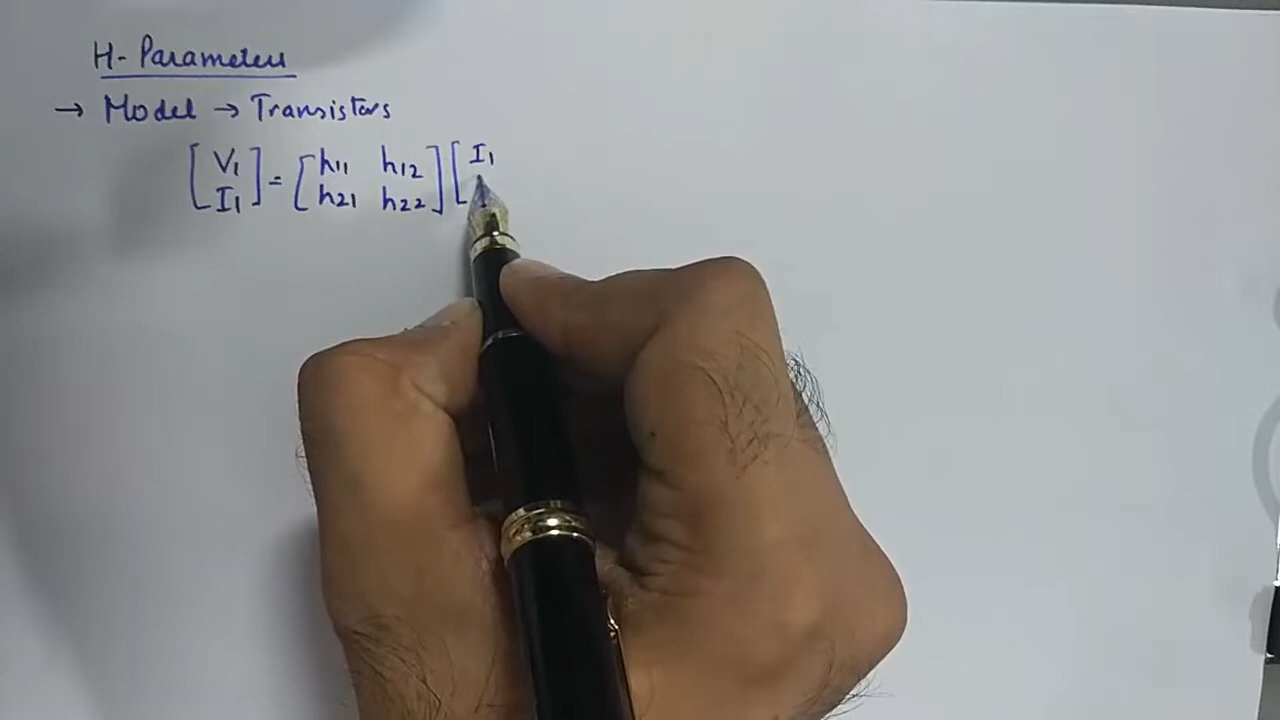 H- Parameters
→ Model → Transistors
[V1 I1] = [h11 h12 h21 h22] [I1